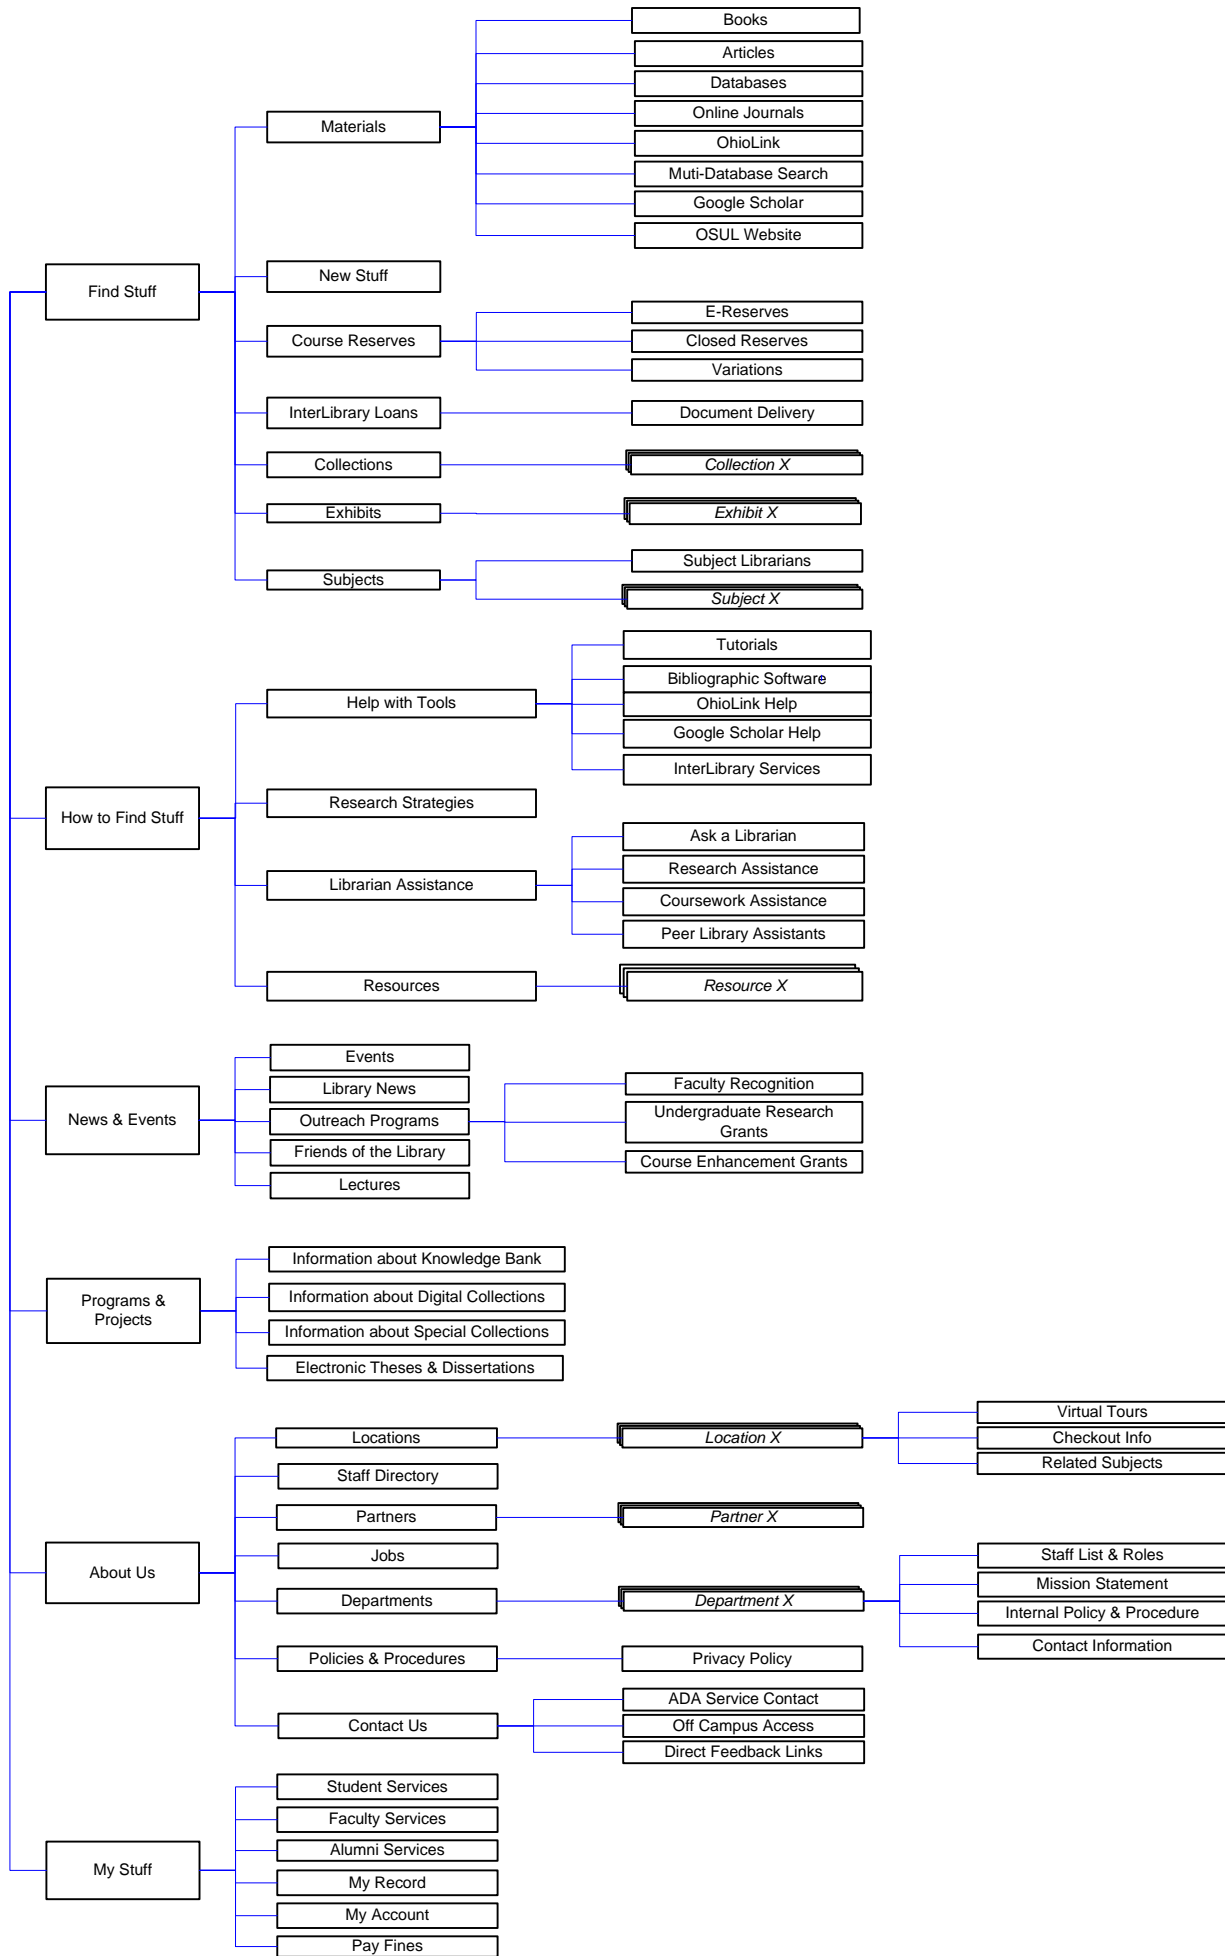 Find Stuff
Materials
Books
Articles
Databases
Online Journals
OhioLink
Muti-Database Search
Google Scholar
OSUL Website
New Stuff
Course Reserves
E-Reserves
Closed Reserves
Variations
InterLibrary Loans
Document Delivery
Collections
Collection X
Exhibits
Exhibit X
Subjects
Subject Librarians
Subject X
How to Find Stuff
Help with Tools
Tutorials
Bibliographic Software
OhioLink Help
Google Scholar Help
InterLibrary Services
Research Strategies
Librarian Assistance
Ask a Librarian
Research Assistance
Coursework Assistance
Peer Library Assistants
Resources
Resource X
News & Events
Events
Library News
Outreach Programs
Faculty Recognition
Undergraduate Research
Grants
Course Enhancement Grants
Friends of the Library
Lectures
Programs &
Projects
Information about Knowledge Bank
Information about Digital Collections
Information about Special Collections
Electronic Theses & Dissertations
About Us
Locations
Location X
Virtual Tours
Checkout Info
Related Subjects
Staff Directory
Partners
Partner X
Jobs
Departments
Department X
Staff List & Roles
Mission Statement
Internal Policy & Procedure
Contact Information
Policies & Procedures
Privacy Policy
Contact Us
ADA Service Contact
Off Campus Access
Direct Feedback Links
My Stuff
Student Services
Faculty Services
Alumni Services
My Record
My Account
Pay Fines